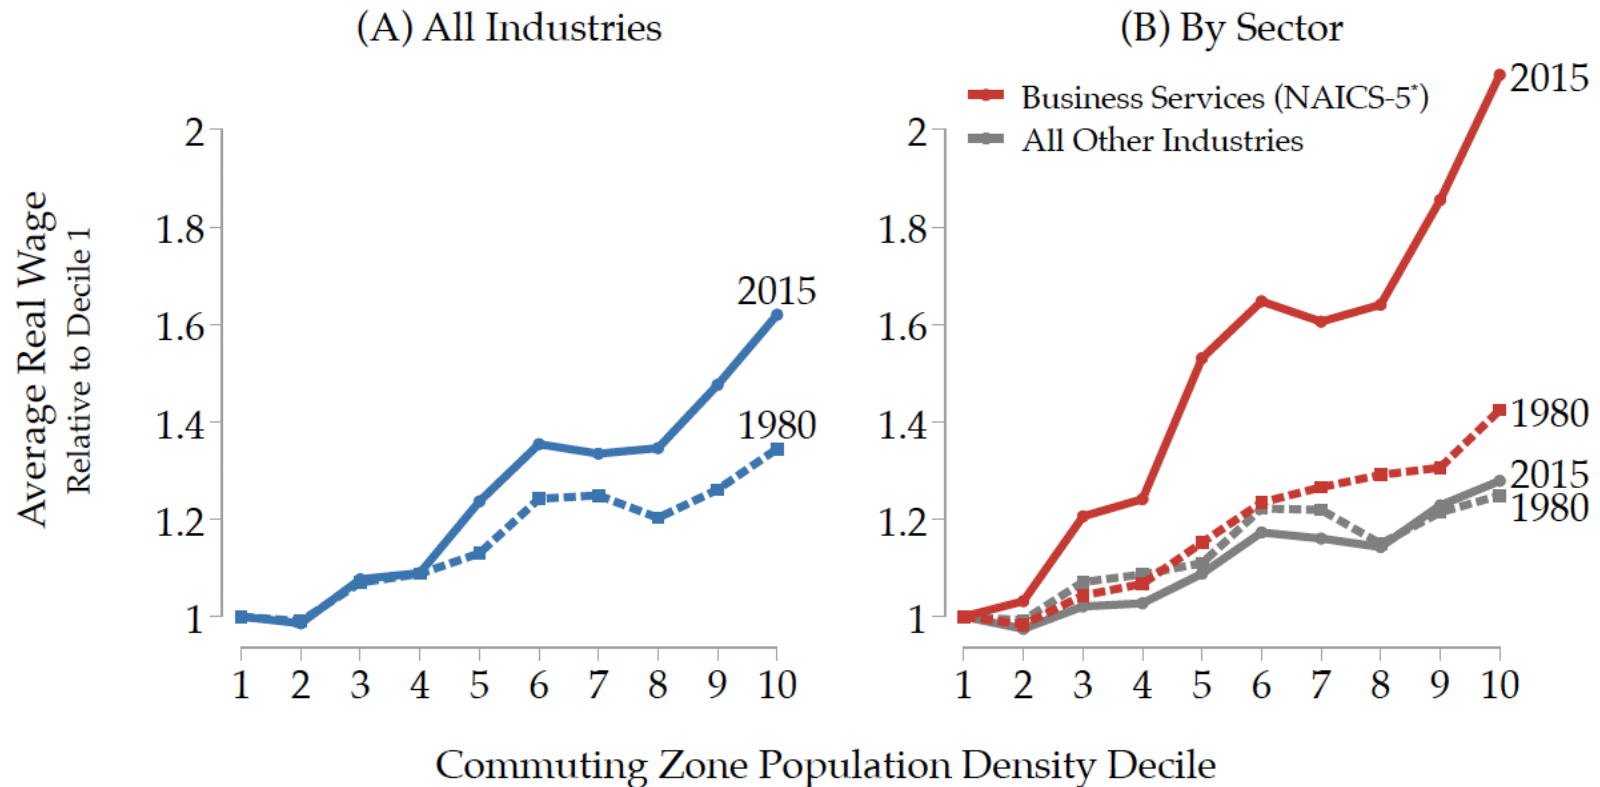 (A) All Industries
(B) By Sector
Average Real Wage
Relative to Decile 1
2
1.8
1.6
1.4
1.2
1
2015
1980
1 2 3 4 5 6 7 8 9 10
Business Services (NAICS-5*)
All Other Industries
2
1.8
1.6
1.4
1.2
1
2015
1980
2015
1980
1 2 3 4 5 6 7 8 9 10
Commuting Zone Population Density Decile